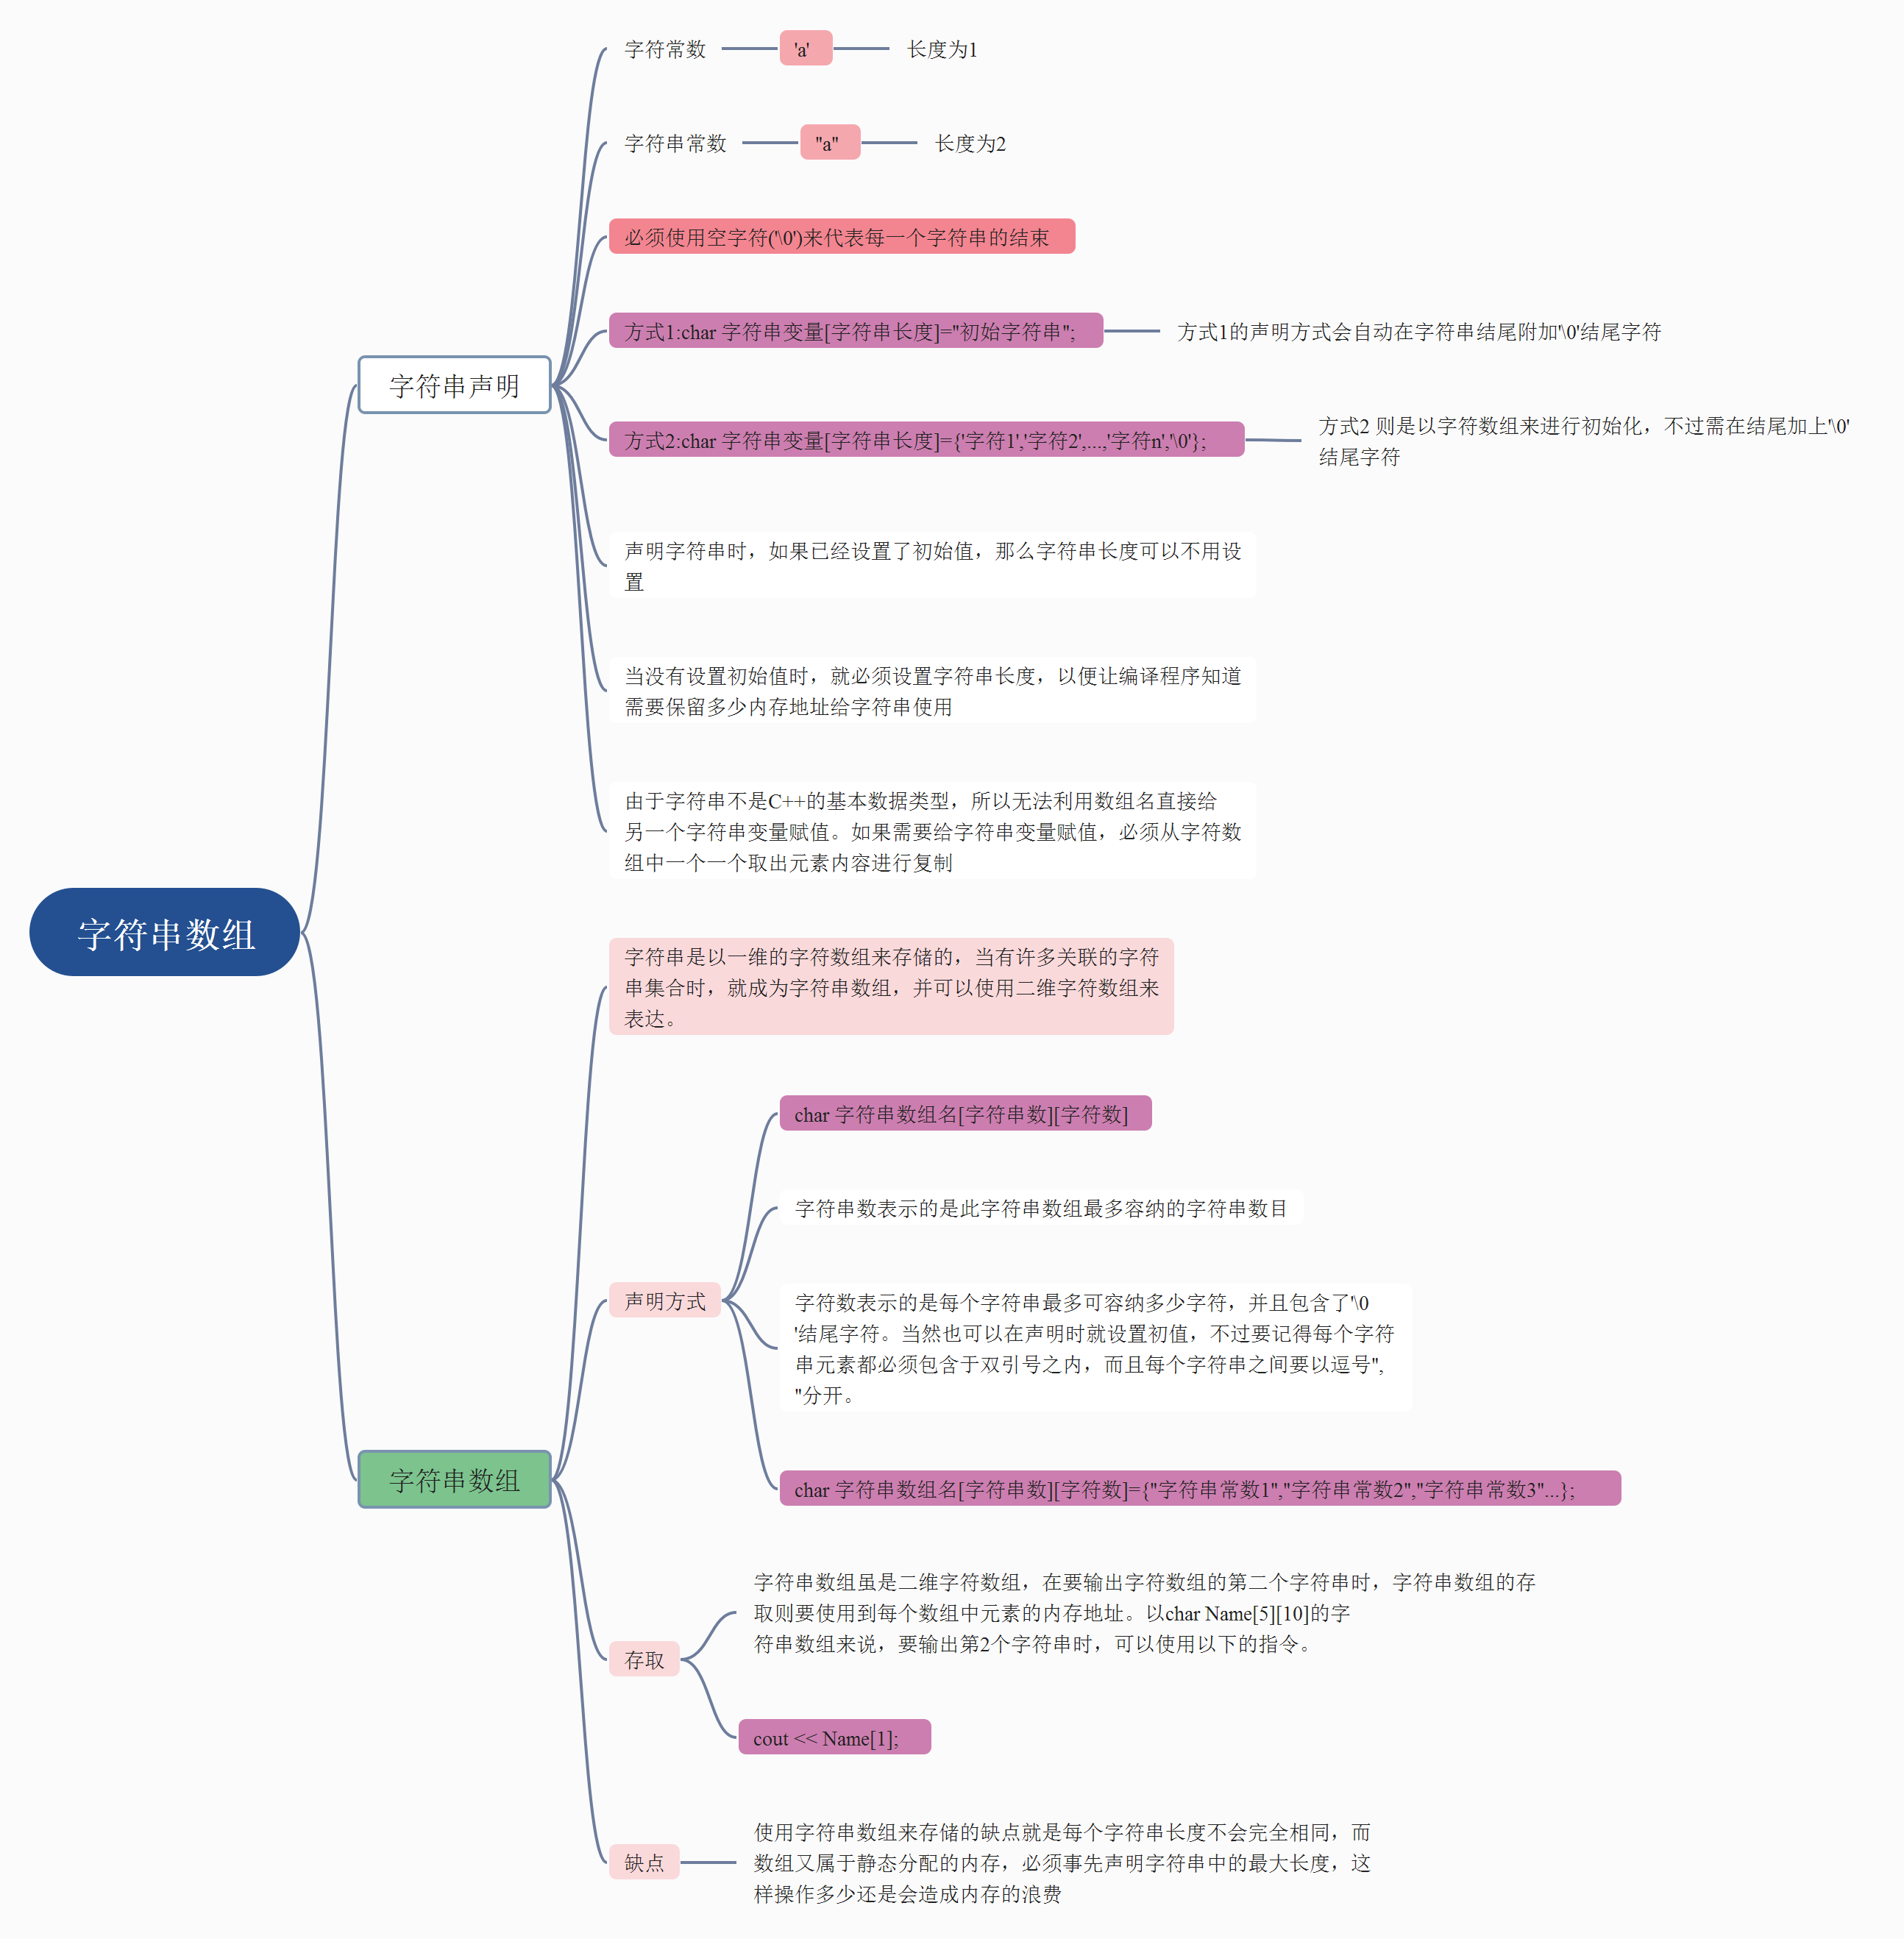 字符串数组
字符串声明
字符常数
'a'
长度为1
字符串常数
"a"
长度为2
必须使用空字符('\0')来代表每一个字符串的结束
方式1:char 字符串变量[字符串长度]="初始字符串";
方式1的声明方式会自动在字符串结尾附加'\0'结尾字符
方式2:char 字符串变量[字符串长度]={'字符1','字符2',...,'字符n','\0'};
方式2 则是以字符数组来进行初始化，不过需在结尾加上'\0'
结尾字符
声明字符串时，如果已经设置了初始值，那么字符串长度可以不用设
置
当没有设置初始值时，就必须设置字符串长度，以便让编译程序知道
需要保留多少内存地址给字符串使用
由于字符串不是C++的基本数据类型，所以无法利用数组名直接给
另一个字符串变量赋值。如果需要给字符串变量赋值，必须从字符数
组中一个一个取出元素内容进行复制
字符串数组
字符串是以一维的字符数组来存储的，当有许多关联的字符
串集合时，就成为字符串数组，并可以使用二维字符数组来
表达。
声明方式
char 字符串数组名[字符串数][字符数]
字符串数表示的是此字符串数组最多容纳的字符串数目
字符数表示的是每个字符串最多可容纳多少字符，并且包含了'\0
'结尾字符。当然也可以在声明时就设置初值，不过要记得每个字符
串元素都必须包含于双引号之内，而且每个字符串之间要以逗号",
"分开。
char 字符串数组名[字符串数][字符数]={"字符串常数1","字符串常数2","字符串常数3"...};
存取
字符串数组虽是二维字符数组，在要输出字符数组的第二个字符串时，字符串数组的存
取则要使用到每个数组中元素的内存地址。以char Name[5][10]的字
符串数组来说，要输出第2个字符串时，可以使用以下的指令。
cout << Name[1];
缺点
使用字符串数组来存储的缺点就是每个字符串长度不会完全相同，而
数组又属于静态分配的内存，必须事先声明字符串中的最大长度，这
样操作多少还是会造成内存的浪费